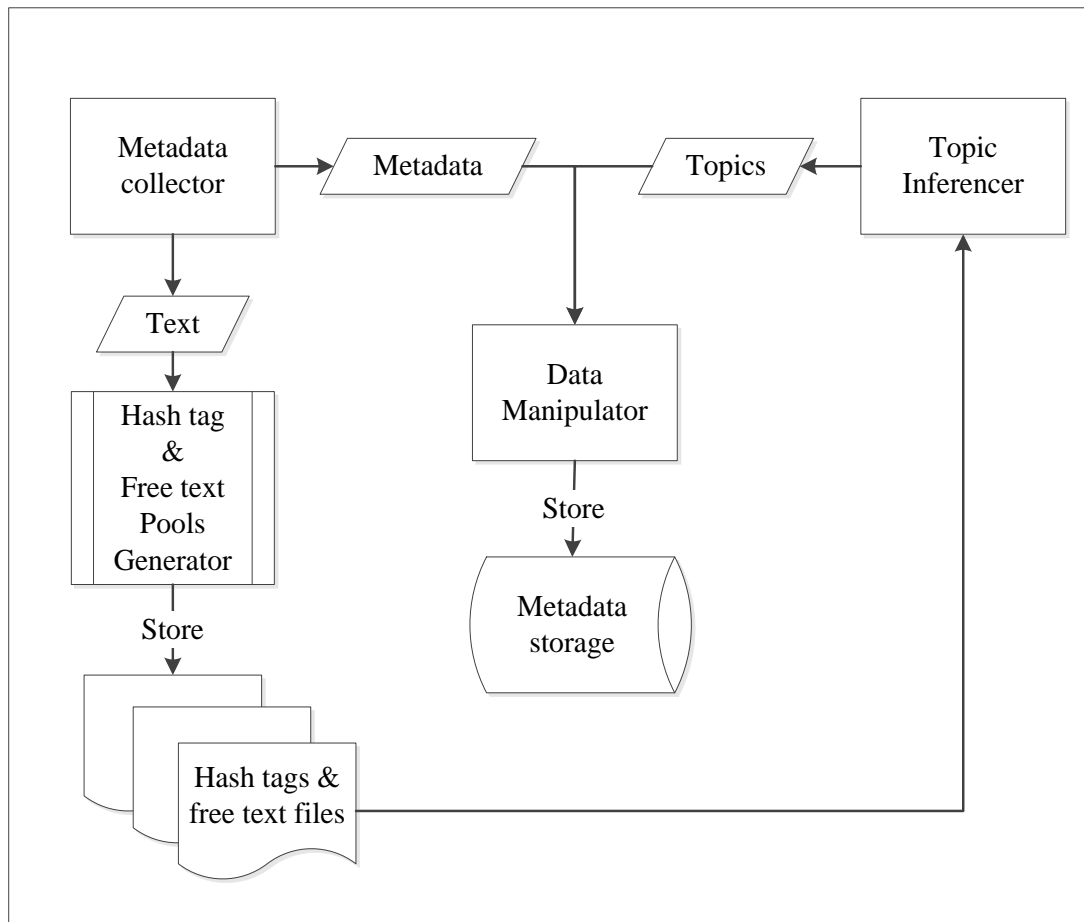 Metadata
collector
Metadata
Topics
Topic
Inferencer
Text
Hash tag
&
Free text
Pools
Generator
Data
Manipulator
Store
Metadata
storage
Store
Hash tags &
free text files